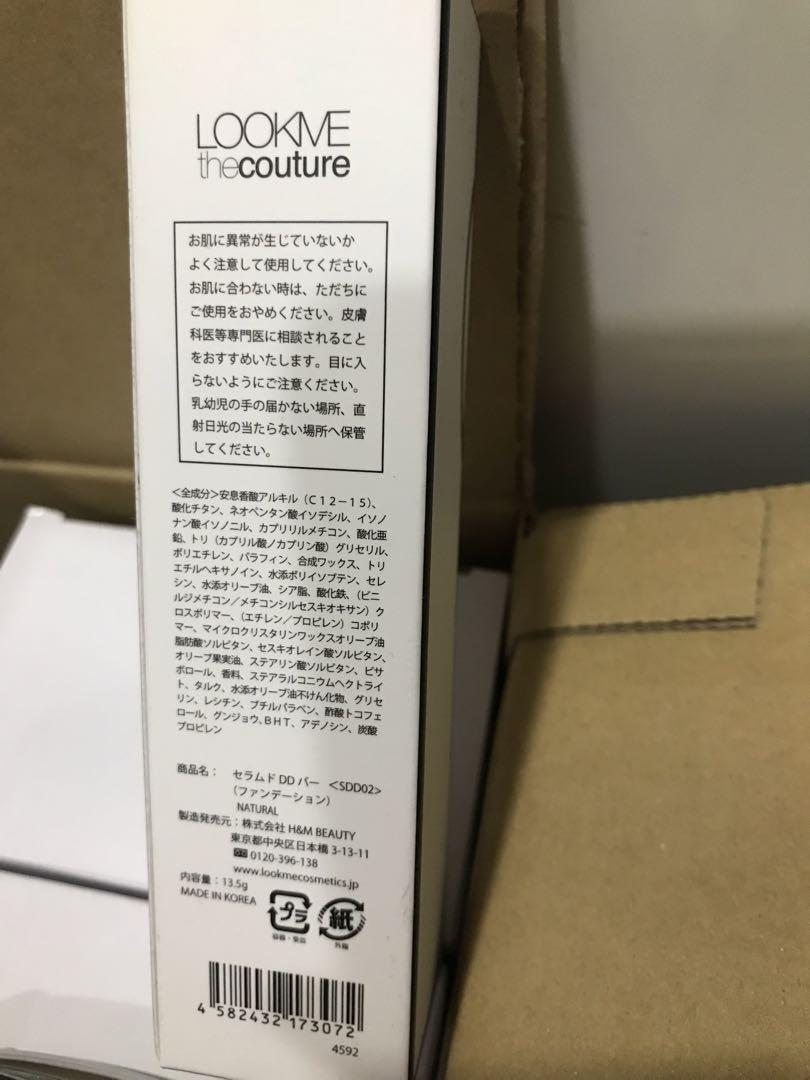 LOOKME
thecouture
お肌に異常が生じていないか
よく注意して使用してください。
お肌に合わない時は、ただちに
ご使用をおやめください。皮膚
科医等専門医に相談されること
をおすすめいたします。目に入
らないようにご注意ください。
乳幼児の手の届かない場所、直
射日光の当たらない場所へ保管
してください。
＜全成分＞安息香酸アルキル（C12－15）、
酸化チタン、ネオペンタン酸イソデシル、イソノ
ナン酸イソノニル、カプリリルメチコン、酸化亜
鉛、トリ（カプリル酸／カプリン酸）グリセリル、
ポリエチレン、パラフィン、合成ワックス、トリ
エチルヘキサノイン、水添ポリイソブテン、セレ
シン、水添オリーブ油、シア脂、酸化鉄、（ビニ
ルジメチコン／メチコンシルセスキオキサン）ク
ロスポリマー、（エチレン／プロピレン）コポリ
マー、マイクロクリスタリンワックスオリーブ油
脂肪酸ソルビタン、セスキオレイン酸ソルビタン、
オリーブ果実油、ステアリン酸ソルビタン、ビサ
ボロール、香料、ステアラルコニウムヘクトライ
ト、タルク、水添オリーブ油不けん化物、グリセ
リン、レシチン、ブチルパラベン、酢酸トコフェ
ロール、グンジョウ、BHT、アデノシン、炭酸
プロピレン
商品名： セラムド DD バー ＜SDD02＞
（ファンデーション）
NATURAL
製造発売元：株式会社 H&M BEAUTY
東京都中央区日本橋 3-13-11
0120-396-138
www.lookmecosmetics.jp
内容量：13.5g
MADE IN KOREA
プラ 紙
容器・受皿 外箱
4 582432 173072
4592